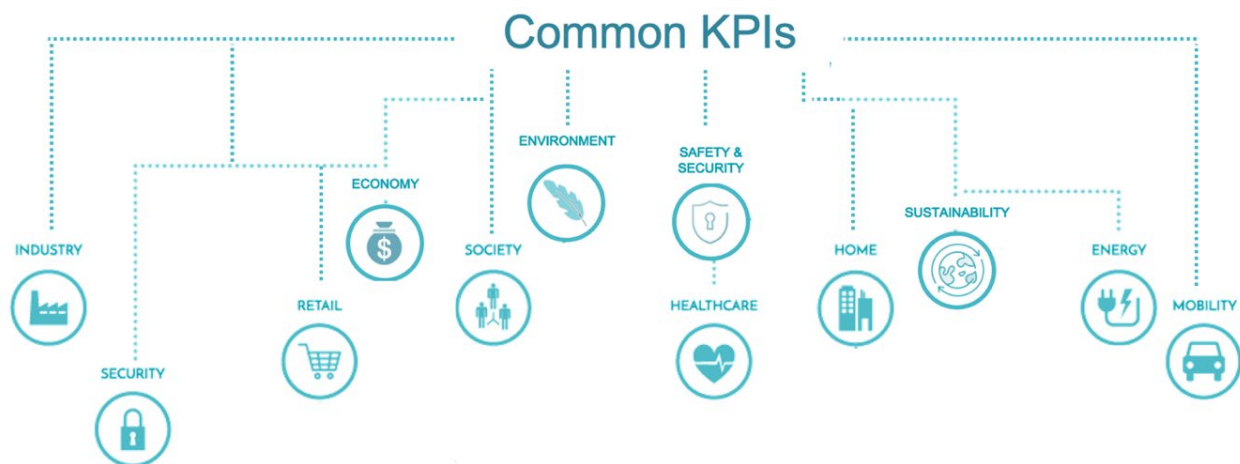 Common KPIs
ENVIRONMENT
SAFETY &
SECURITY
ECONOMY
SUSTAINABILITY
INDUSTRY
SOCIETY
HOME
ENERGY
RETAIL
HEALTHCARE
MOBILITY
SECURITY
$